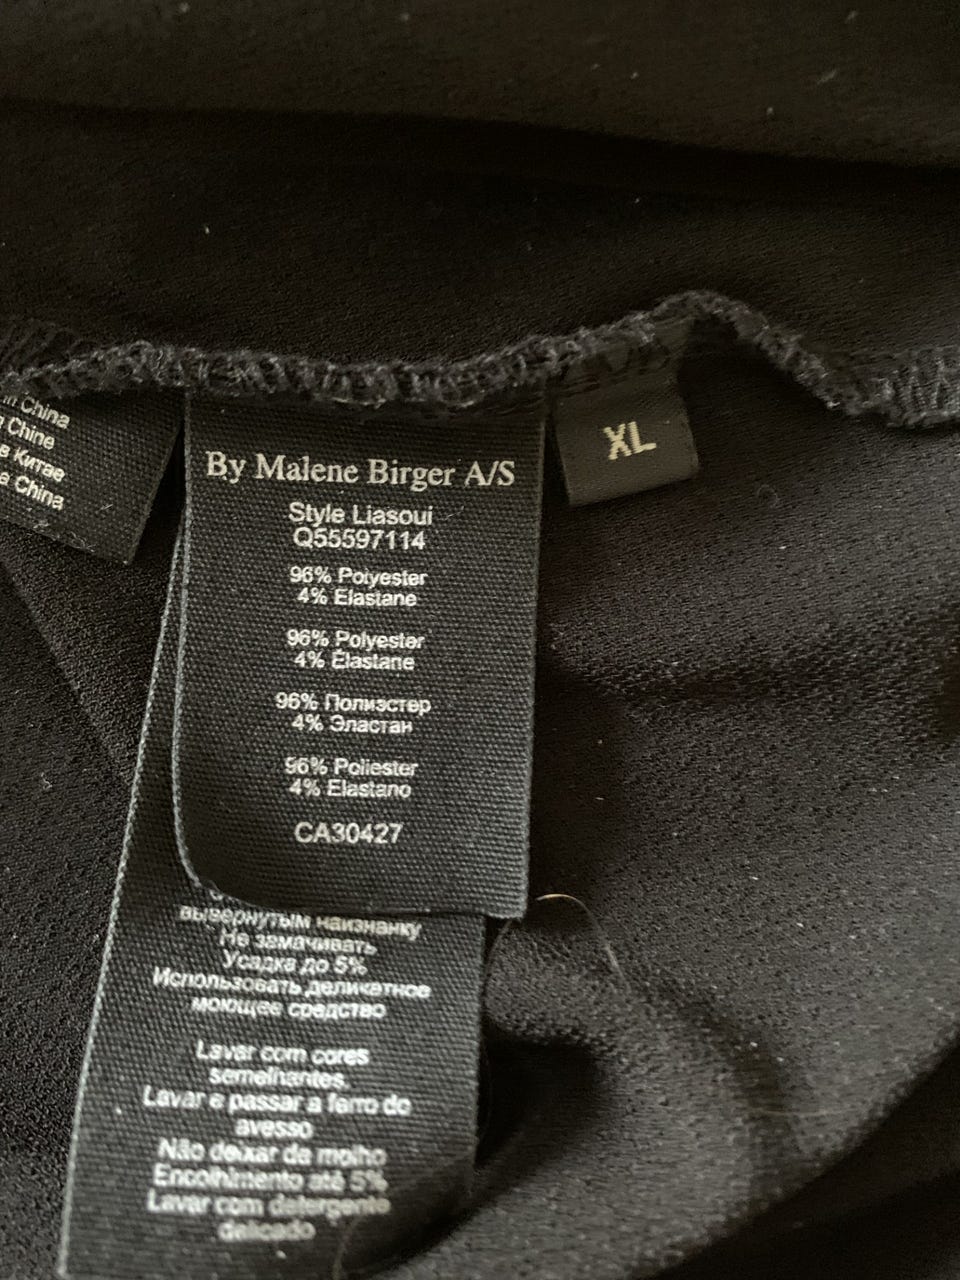 in China
Chine
в Китае
a China
By Malene Birger A/S
Style Liasoui
Q55597114
96% Polyester
4% Elastane
96% Polyester
4% Élastane
96% Полиэстер
4% Эластан
96% Poliester
4% Elastano
CA30427
XL
вывернутым наизнанку
Не замачивать
Усадка до 5%
Использовать деликатное
моющее средство
Lavar com cores
semelhantes.
Lavar e passar a ferro do
avesso
Não deixar de molho
Encolhimento até 5%
Lavar com detergente
delicado